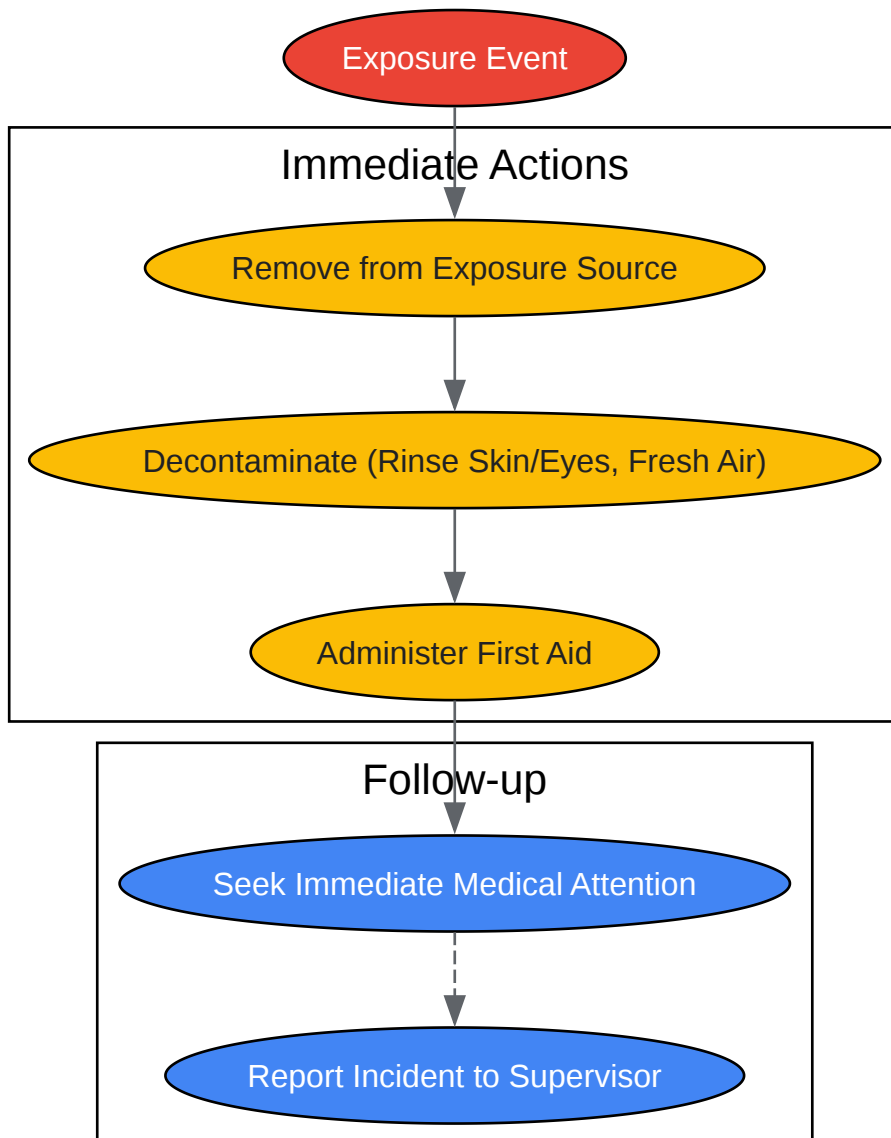 Exposure Event
Immediate Actions
Remove from Exposure Source
Decontaminate (Rinse Skin/Eyes, Fresh Air)
Administer First Aid
Follow-up
Seek Immediate Medical Attention
Report Incident to Supervisor